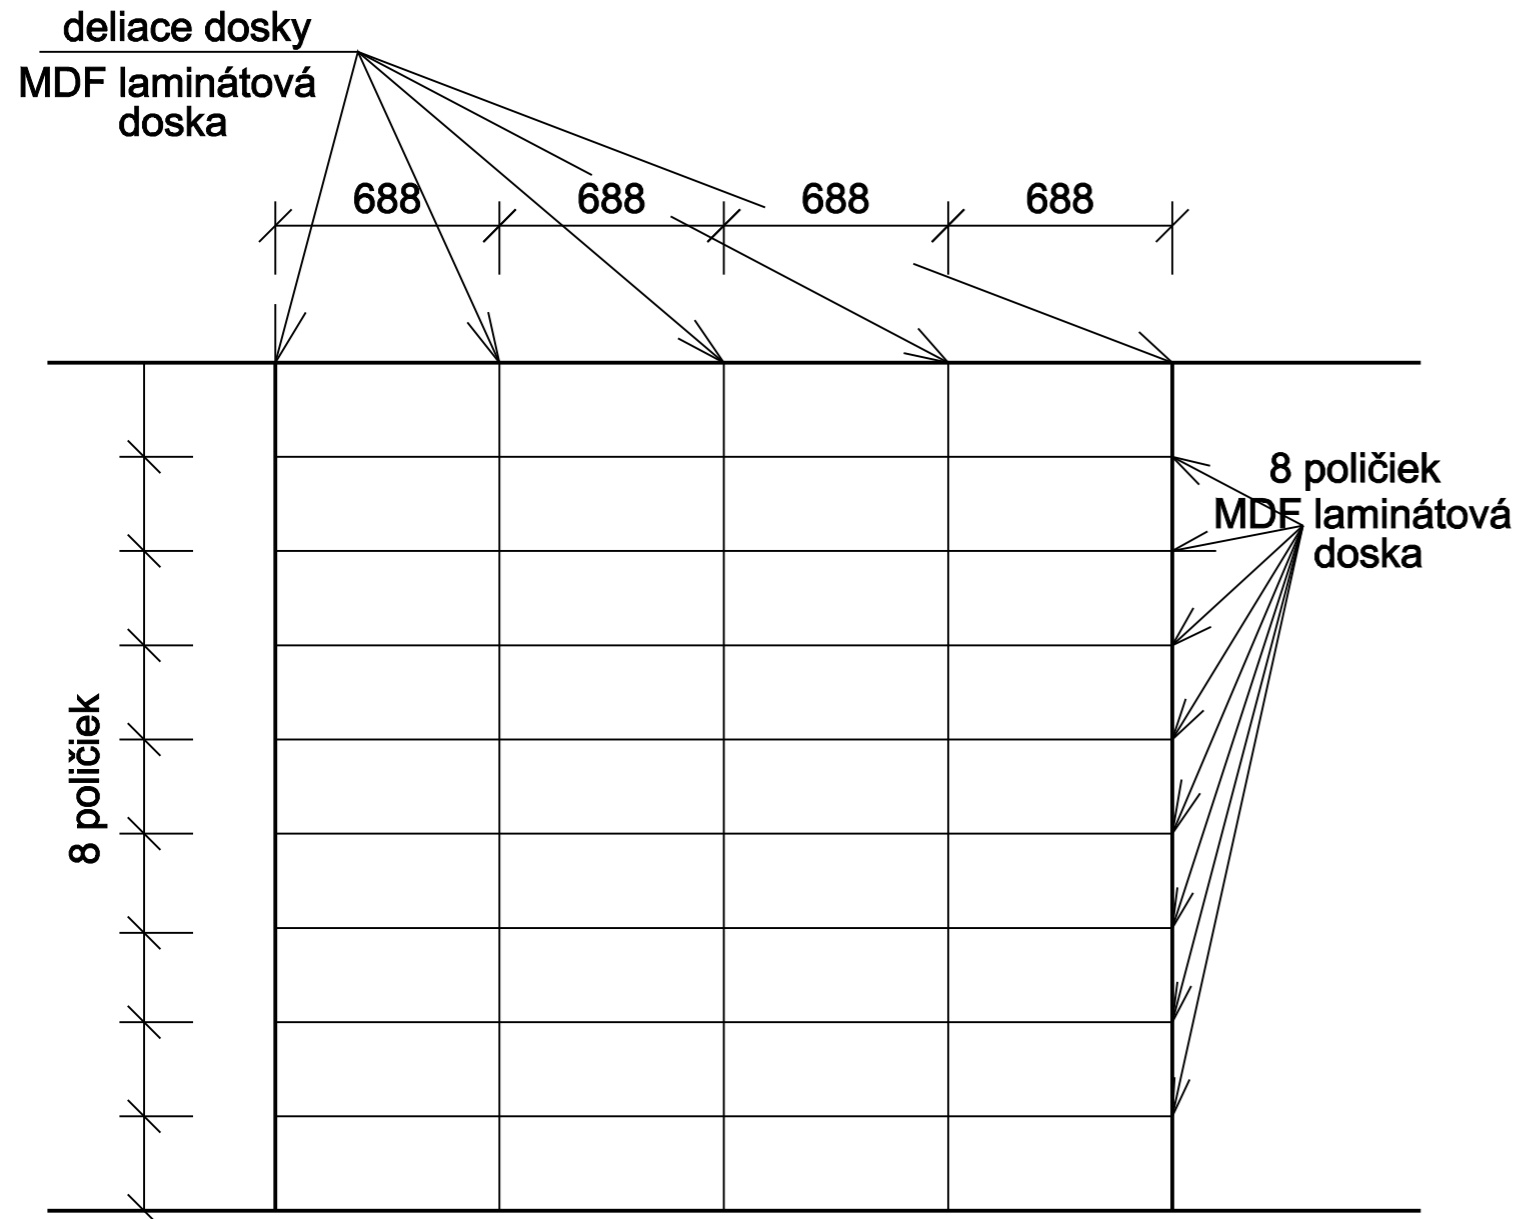 deliace dosky
MDF laminátová
doska
688 688 688 688
8 poličiek
MDF laminátová
doska
8 poličiek